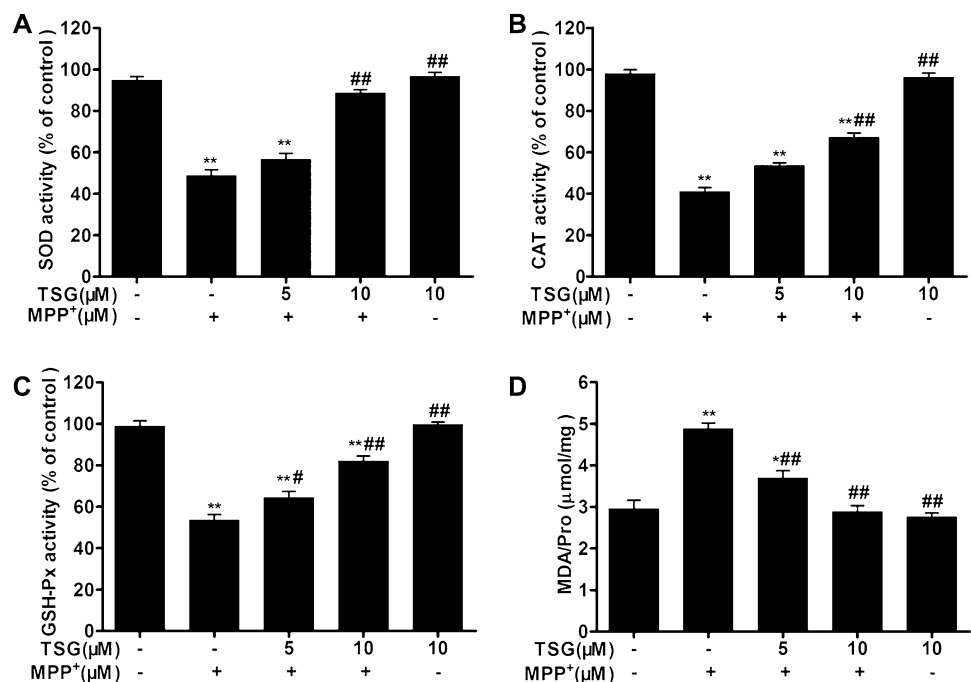 A
SOD activity (% of control)
120
100
80
60
40
20
0
** ** ## ##
TSG(μM) - - 5 10 10
MPP+(μM) - + + + -
B
CAT activity (% of control)
120
100
80
60
40
20
0
** ** **## ##
TSG(μM) - - 5 10 10
MPP+(μM) - + + + -
C
GSH-Px activity (% of control)
120
100
80
60
40
20
0
** **# **## ##
TSG(μM) - - 5 10 10
MPP+(μM) - + + + -
D
MDA/Pro (μmol/mg)
6
5
4
3
2
1
0
** *## ## ##
TSG(μM) - - 5 10 10
MPP+(μM) - + + + -